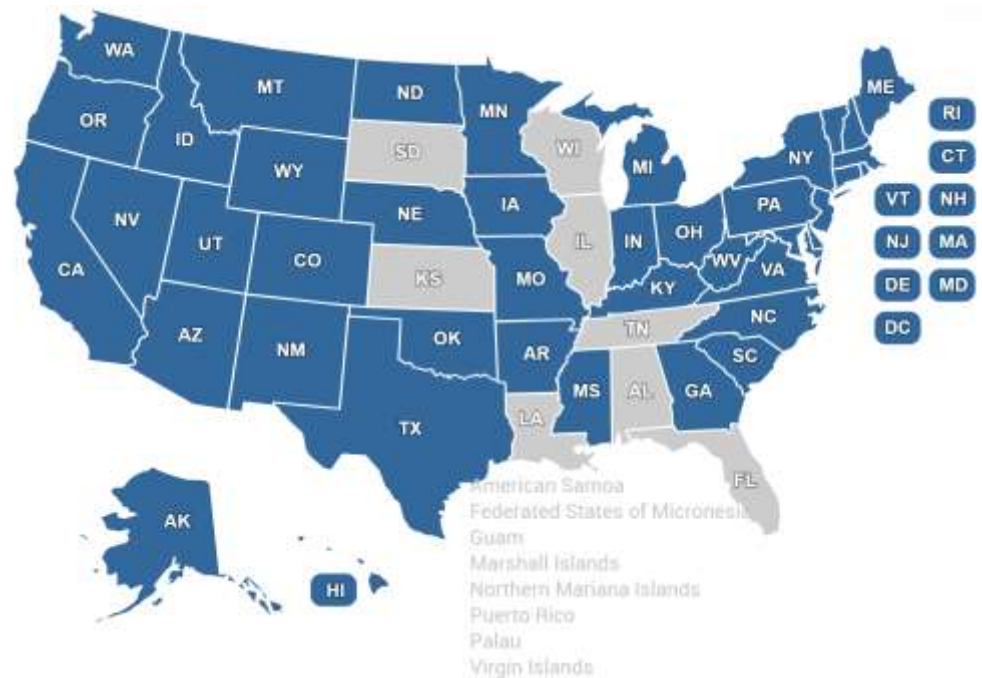 WA
MT
ND
MN
ME
OR
ID
SD
WI
MI
NY
RI
CT
WY
VT
NH
NV
NE
IA
PA
UT
CO
IL
IN
OH
NJ
MA
CA
KS
MO
WV
VA
KY
DE
MD
AZ
NM
OK
AR
TN
NC
DC
SC
TX
MS
AL
GA
LA
FL
American Samoa
Federated States of Micronesia
Guam
Marshall Islands
Northern Mariana Islands
Puerto Rico
Palau
Virgin Islands
AK
HI